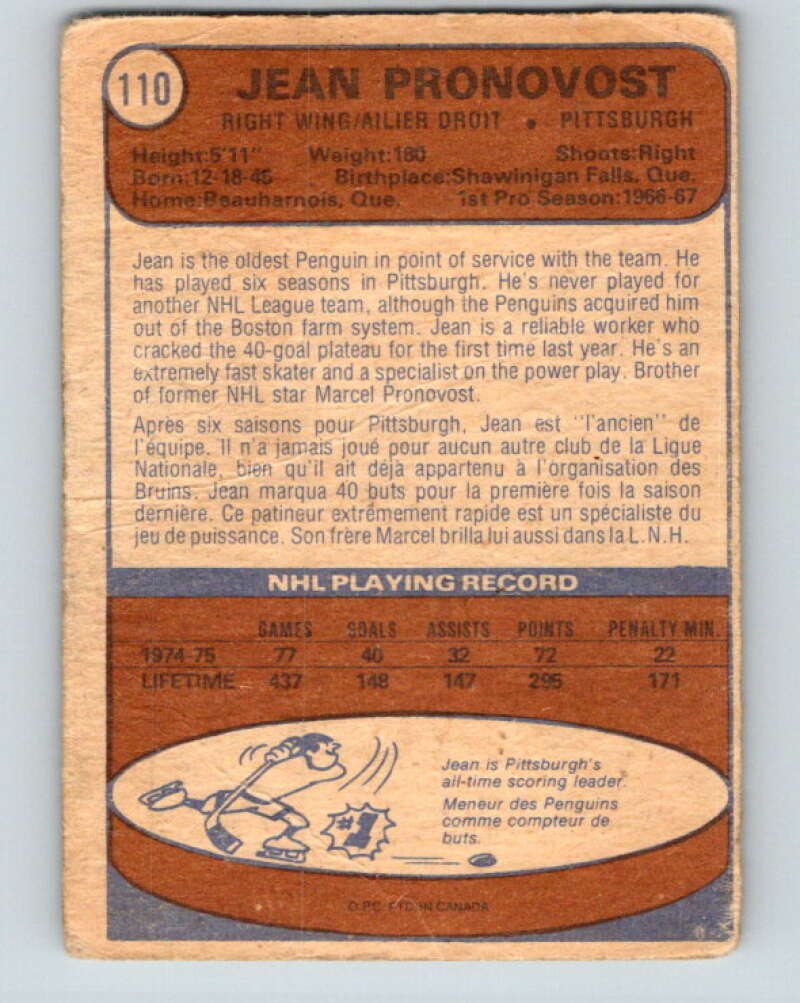 110
JEAN PRONOVOST
RIGHT WING/AILIER DROIT • PITTSBURGH
Height:5'11" Weight:180 Shoots:Right
Born:12-18-45 Birthplace:Shawinigan Falls, Que.
Home:Beauharnois, Que. 1st Pro Season:1966-67
Jean is the oldest Penguin in point of service with the team. He
has played six seasons in Pittsburgh. He's never played for
another NHL League team, although the Penguins acquired him
out of the Boston farm system. Jean is a reliable worker who
cracked the 40-goal plateau for the first time last year. He's an
extremely fast skater and a specialist on the power play. Brother
of former NHL star Marcel Pronovost.
Après six saisons pour Pittsburgh, Jean est "l'ancien" de
l'équipe. Il n'a jamais joué pour aucun autre club de la Ligue
Nationale, bien qu'il ait déjà appartenu à l'organisation des
Bruins. Jean marqua 40 buts pour la première fois la saison
dernière. Ce patineur extrêmement rapide est un spécialiste du
jeu de puissance. Son frère Marcel brilla lui aussi dans la L.N.H.
NHL PLAYING RECORD
GAMES GOALS ASSISTS POINTS PENALTY MIN.
1974-75 77 40 32 72 22
LIFETIME 437 148 147 295 171
Jean is Pittsburgh's
all-time scoring leader.
Meneur des Penguins
comme compteur de
buts.
#1
O.P.C. PTD. IN CANADA